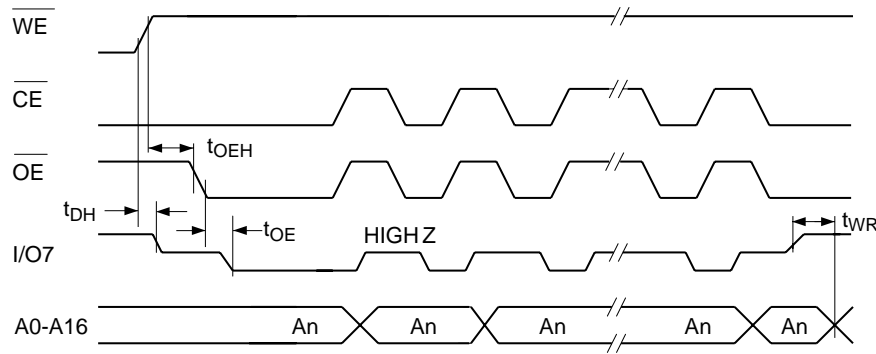 WE
CE
tOEH
OE
tDH
tOE
HIGH Z
tWR
I/O7
A0-A16
An
An
An
An
An